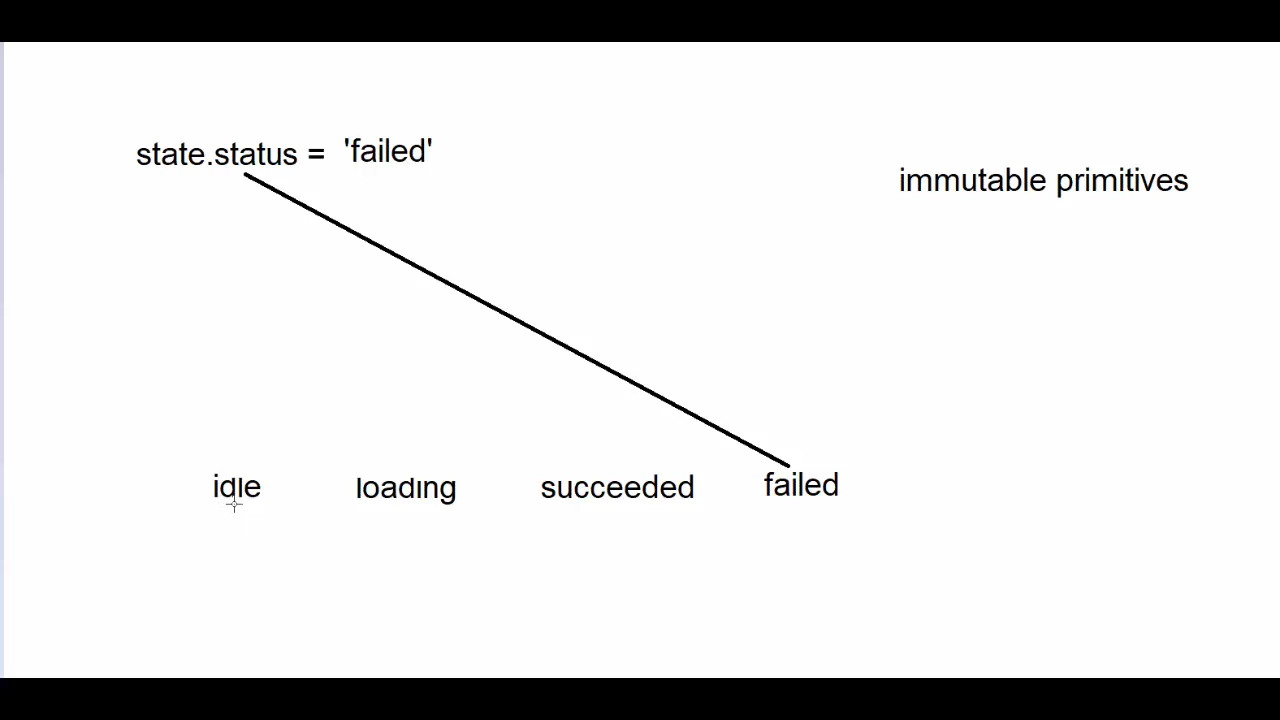 state.status = 'failed'
immutable primitives
idle loading succeeded failed